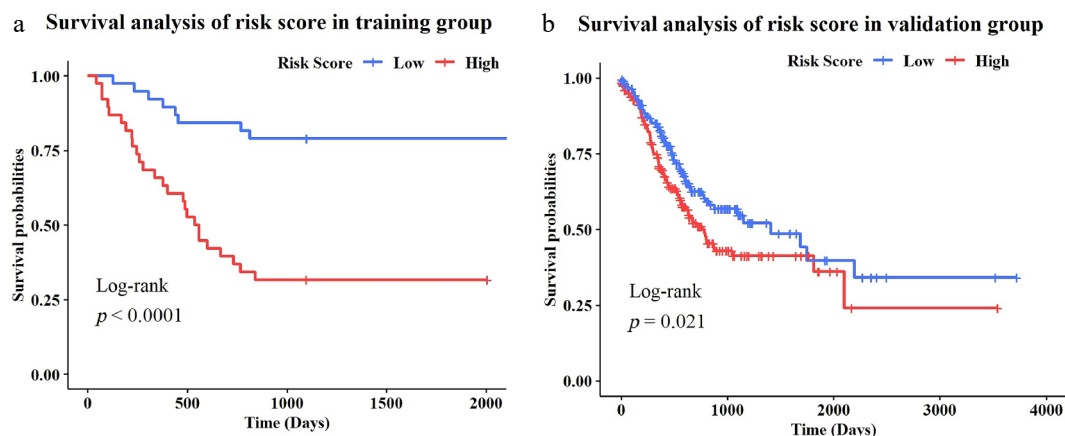 a Survival analysis of risk score in training group
Risk Score Low High
1.00
0.75
0.50
0.25
0.00
Survival probabilities
Log-rank
p < 0.0001
0 500 1000 1500 2000
Time (Days)
b Survival analysis of risk score in validation group
Risk Score Low High
1.00
0.75
0.50
0.25
0.00
Survival probabilities
Log-rank
p = 0.021
0 1000 2000 3000 4000
Time (Days)